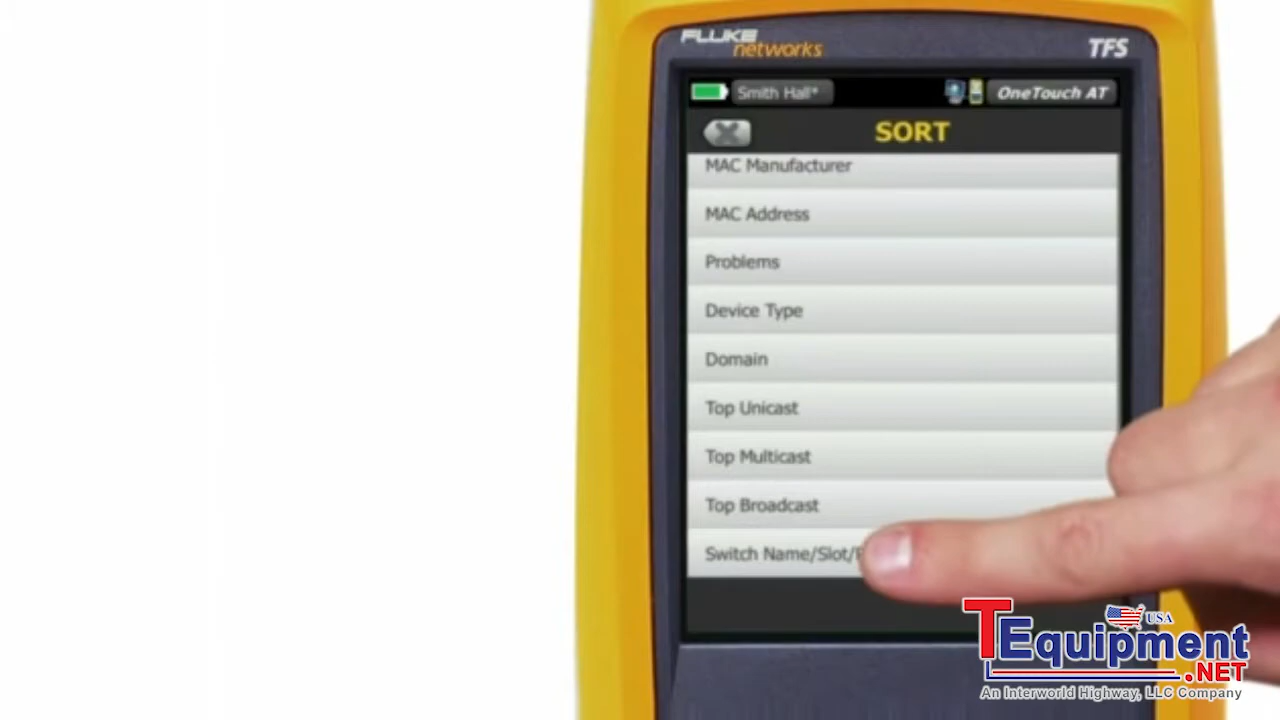 FLUKE
networks
TFS
Smith Hall*
OneTouch AT
SORT
MAC Manufacturer
MAC Address
Problems
Device Type
Domain
Top Unicast
Top Multicast
Top Broadcast
Switch Name/Slot/
USA
TEquipment
.NET
An Interworld Highway, LLC Company